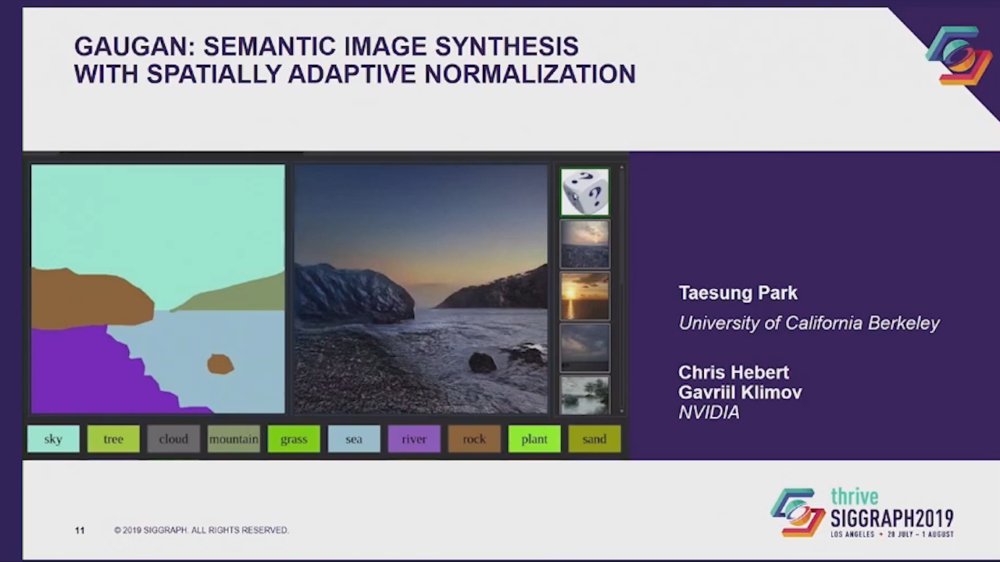 GAUGAN: SEMANTIC IMAGE SYNTHESIS
WITH SPATIALLY ADAPTIVE NORMALIZATION
Taesung Park
University of California Berkeley
Chris Hebert
Gavriil Klimov
NVIDIA
sky tree cloud mountain grass sea river rock plant sand
11 © 2019 SIGGRAPH. ALL RIGHTS RESERVED.
thrive
SIGGRAPH2019
LOS ANGELES • 28 JULY – 1 AUGUST